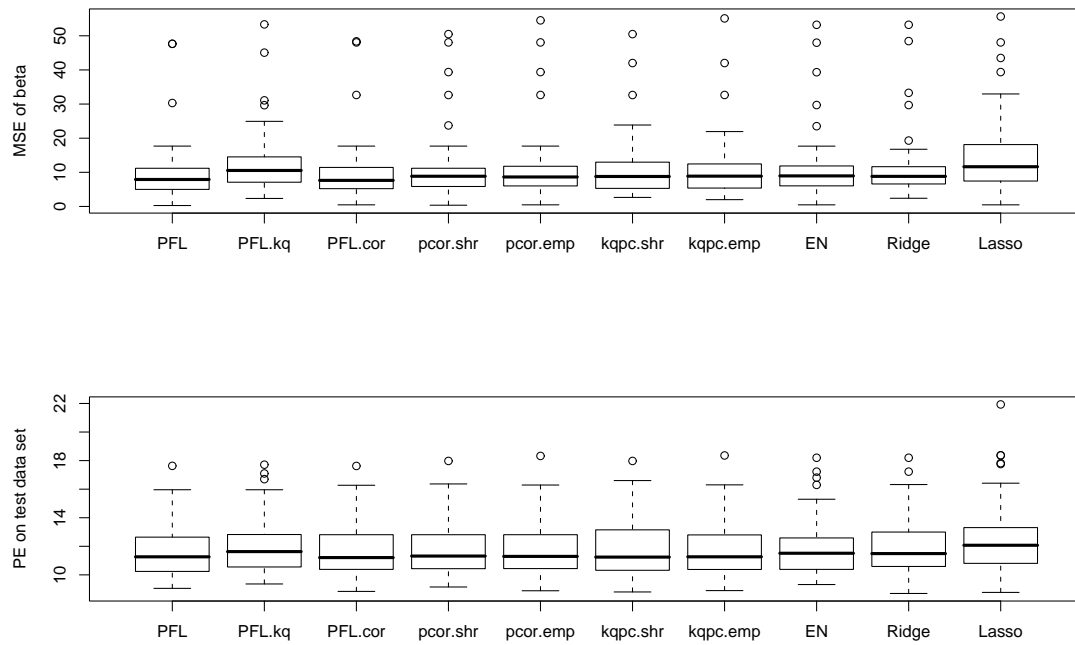 MSE of beta
50
40
30
20
10
0
PFL PFL.kq PFL.cor pcor.shr pcor.emp kqpc.shr kqpc.emp EN Ridge Lasso
PE on test data set
22
18
14
10
PFL PFL.kq PFL.cor pcor.shr pcor.emp kqpc.shr kqpc.emp EN Ridge Lasso